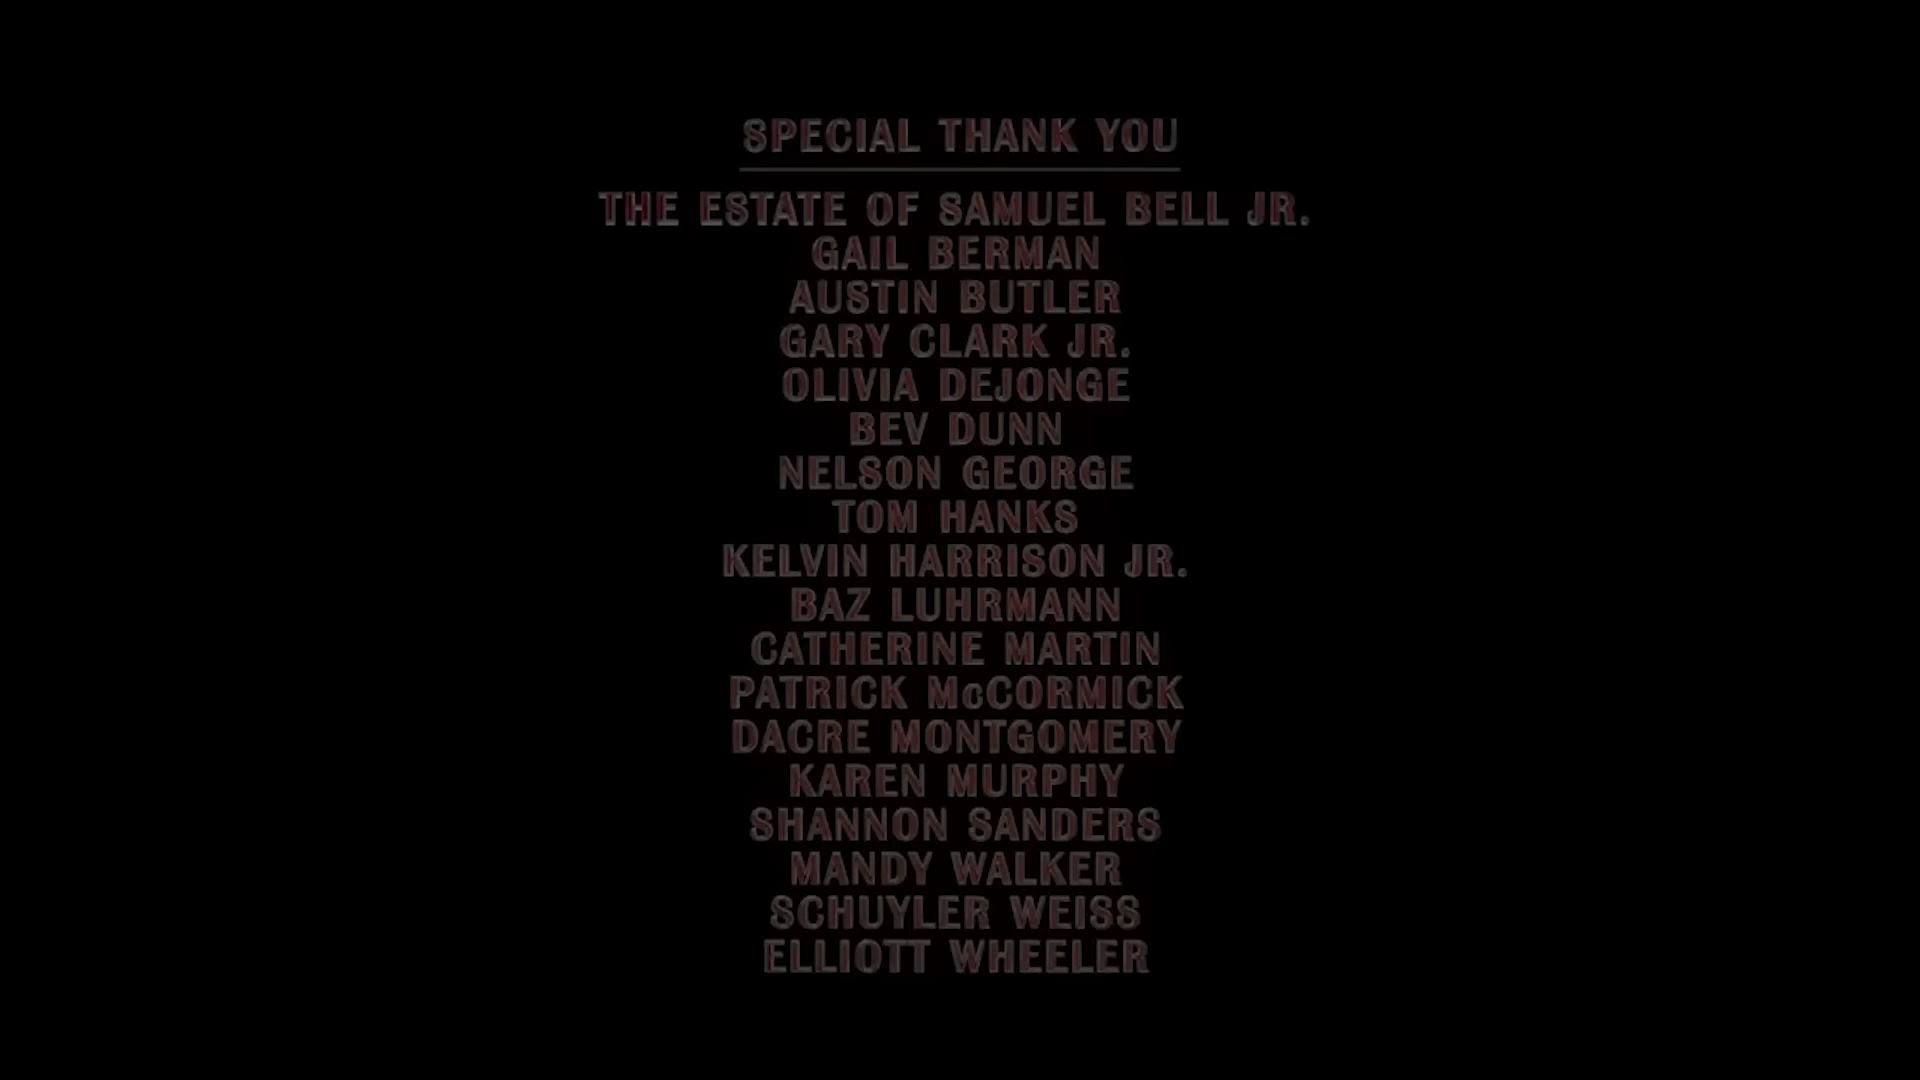 SPECIAL THANK YOU
THE ESTATE OF SAMUEL BELL JR.
GAIL BERMAN
AUSTIN BUTLER
GARY CLARK JR.
OLIVIA DEJONGE
BEV DUNN
NELSON GEORGE
TOM HANKS
KELVIN HARRISON JR.
BAZ LUHRMANN
CATHERINE MARTIN
PATRICK McCORMICK
DACRE MONTGOMERY
KAREN MURPHY
SHANNON SANDERS
MANDY WALKER
SCHUYLER WEISS
ELLIOTT WHEELER